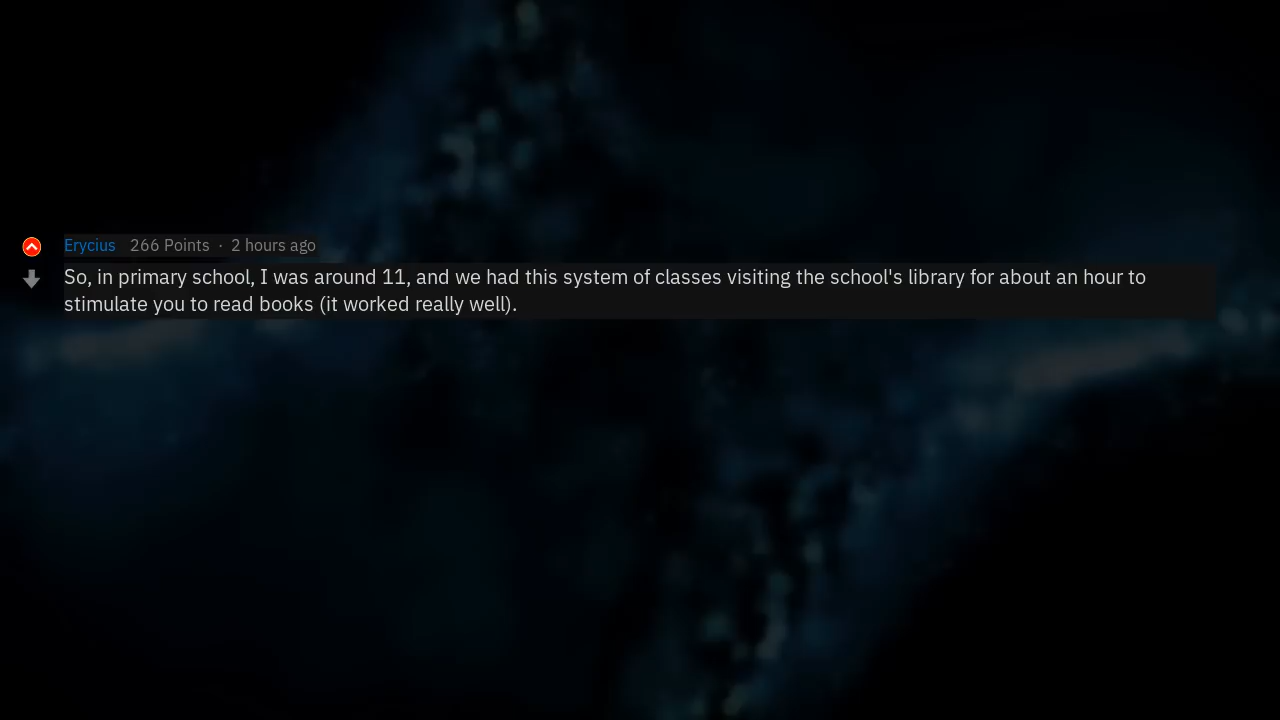 Erycius 266 Points · 2 hours ago
So, in primary school, I was around 11, and we had this system of classes visiting the school's library for about an hour to
stimulate you to read books (it worked really well).